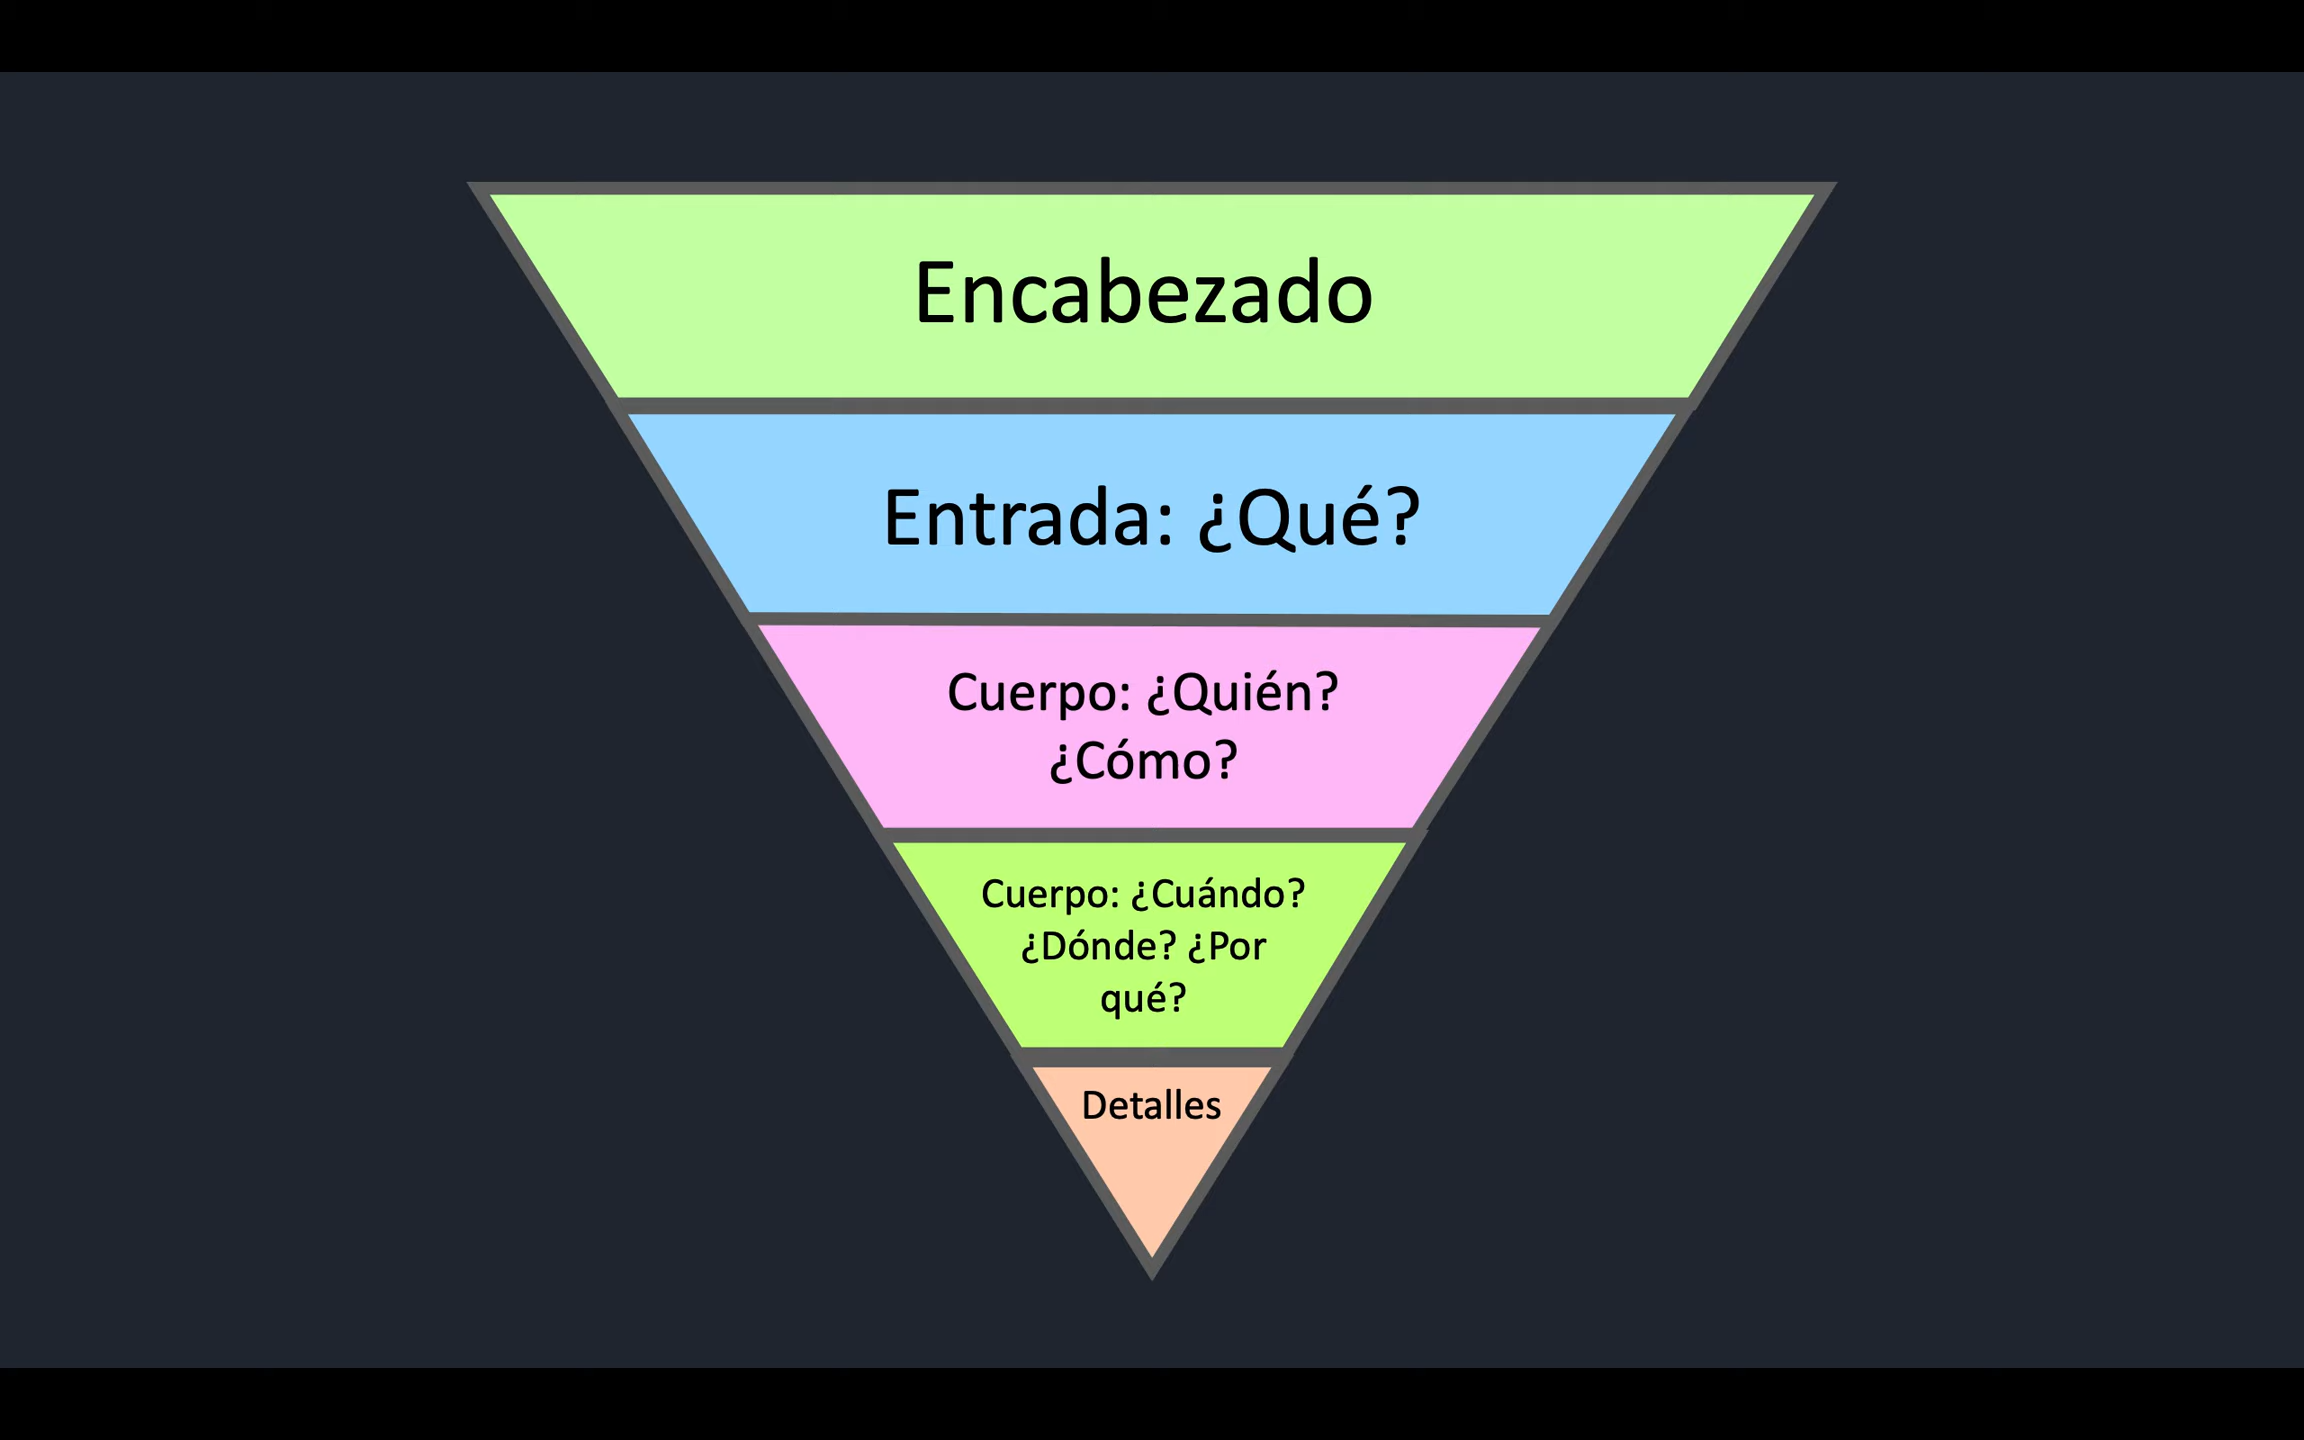 Encabezado
Entrada: ¿Qué?
Cuerpo: ¿Quién?
¿Cómo?
Cuerpo: ¿Cuándo?
¿Dónde? ¿Por
qué?
Detalles